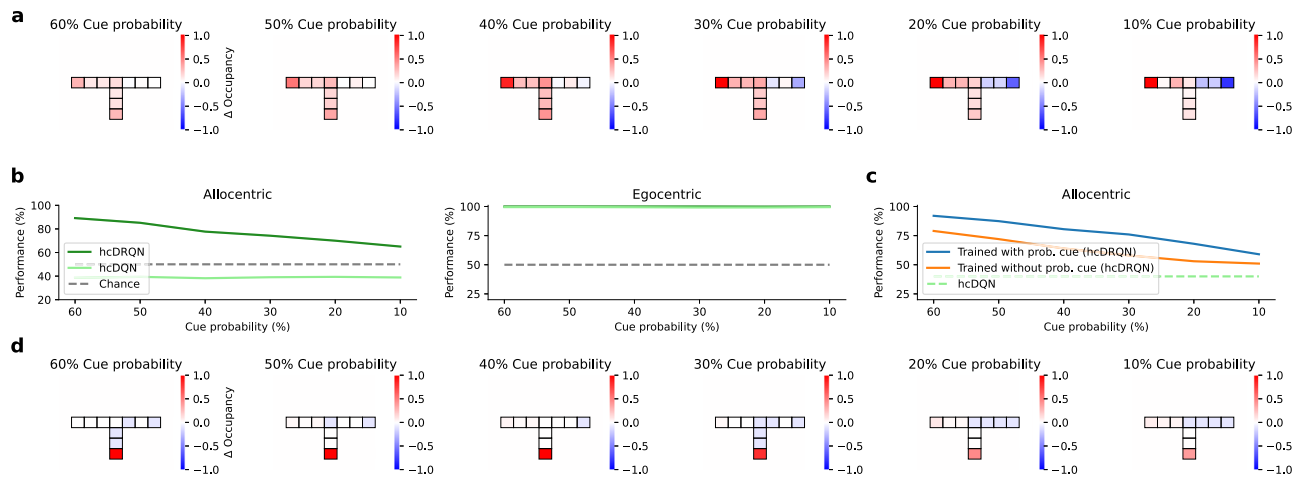 a
60% Cue probability
1.0
0.5
0.0
−0.5
−1.0
Δ Occupancy
50% Cue probability
1.0
0.5
0.0
−0.5
−1.0
40% Cue probability
1.0
0.5
0.0
−0.5
−1.0
30% Cue probability
1.0
0.5
0.0
−0.5
−1.0
20% Cue probability
1.0
0.5
0.0
−0.5
−1.0
10% Cue probability
1.0
0.5
0.0
−0.5
−1.0
b
Allocentric
Performance (%)
100
80
60
40
20
hcDRQN
hcDQN
Chance
60 50 40 30 20 10
Cue probability (%)
Egocentric
Performance (%)
100
75
50
25
60 50 40 30 20 10
Cue probability (%)
c
Allocentric
Performance (%)
100
75
50
25
Trained with prob. cue (hcDRQN)
Trained without prob. cue (hcDRQN)
hcDQN
60 50 40 30 20 10
Cue probability (%)
d
60% Cue probability
1.0
0.5
0.0
−0.5
−1.0
Δ Occupancy
50% Cue probability
1.0
0.5
0.0
−0.5
−1.0
40% Cue probability
1.0
0.5
0.0
−0.5
−1.0
30% Cue probability
1.0
0.5
0.0
−0.5
−1.0
20% Cue probability
1.0
0.5
0.0
−0.5
−1.0
10% Cue probability
1.0
0.5
0.0
−0.5
−1.0